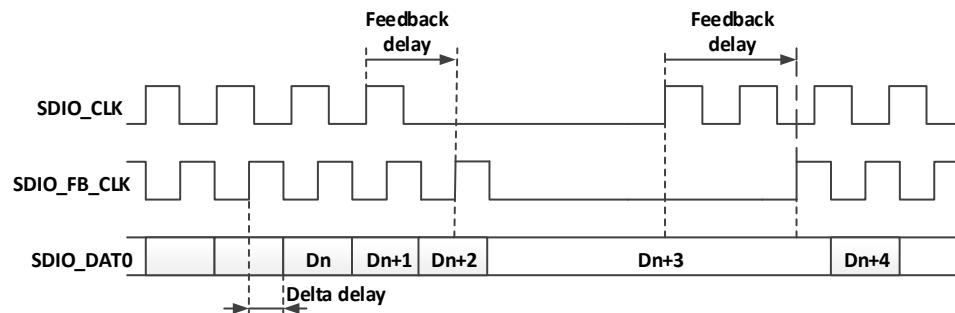 Feedback
delay
Feedback
delay
SDIO_CLK
SDIO_FB_CLK
SDIO_DAT0
Dn
Dn+1
Dn+2
Dn+3
Dn+4
Delta delay